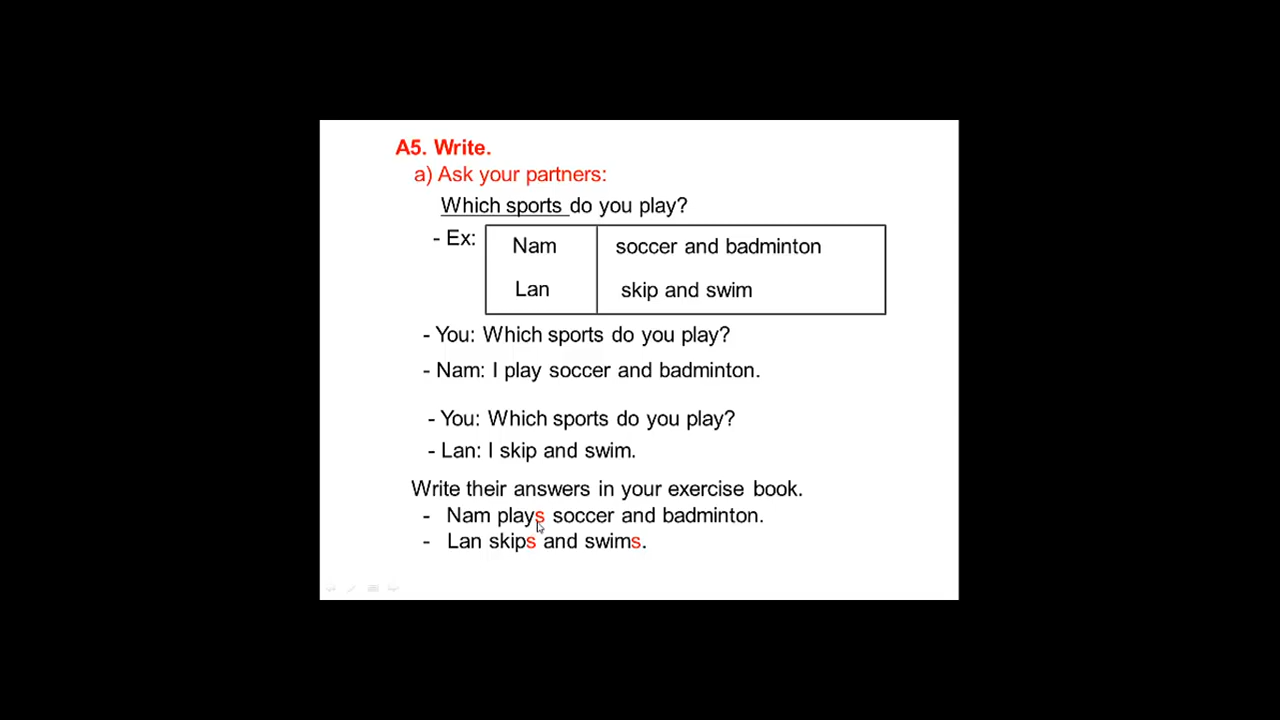 A5. Write.
a) Ask your partners:
Which sports do you play?
- Ex:
Nam soccer and badminton
Lan skip and swim
- You: Which sports do you play?
- Nam: I play soccer and badminton.
- You: Which sports do you play?
- Lan: I skip and swim.
Write their answers in your exercise book.
- Nam plays soccer and badminton.
- Lan skips and swims.